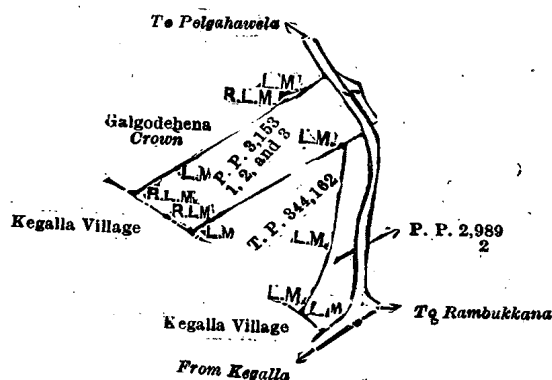 To Polgahawela
L.M
R.L.M
Galgodehena
Crown
L.M
P. P. 3,153
1, 2, and 3
L.M
R.L.M
R.L.M
L.M
Kegalla Village
T. P. 344,162
L.M
P. P. 2,989
2
L.M
L.M
Kegalla Village
To Rambukkana
From Kegalla